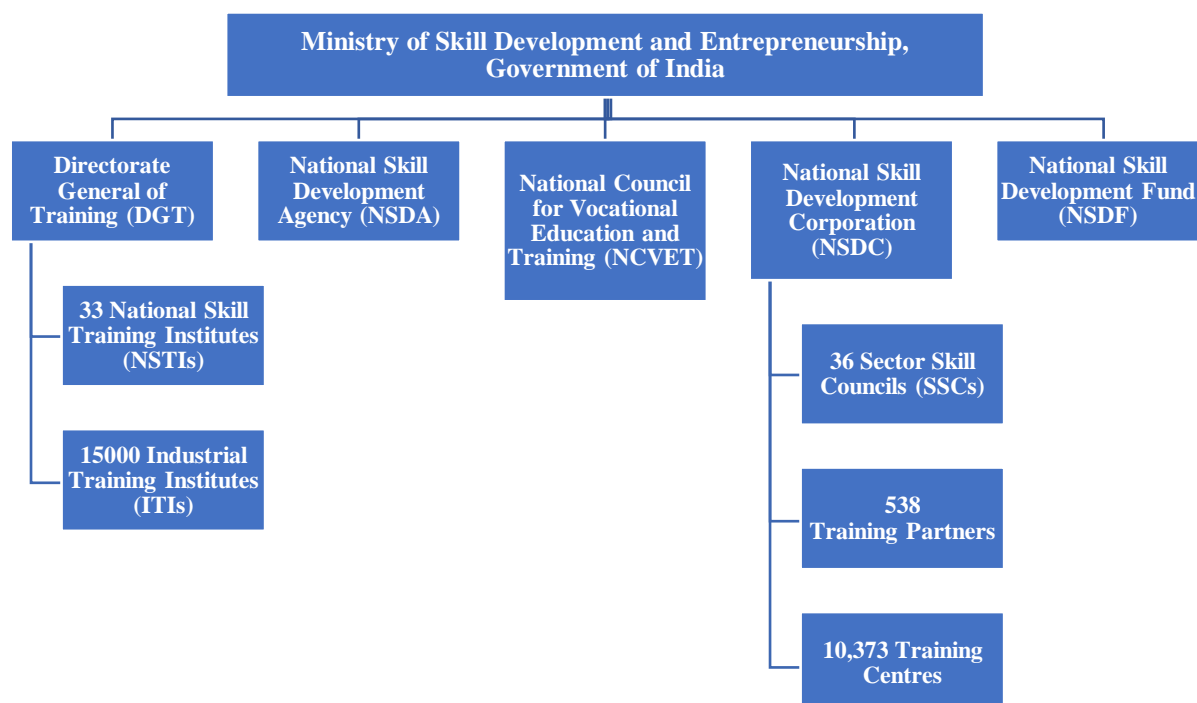 Ministry of Skill Development and Entrepreneurship,
Government of India
Directorate
General of
Training (DGT)
National Skill
Development
Agency (NSDA)
National Council
for Vocational
Education and
Training (NCVET)
National Skill
Development
Corporation
(NSDC)
National Skill
Development Fund
(NSDF)
33 National Skill
Training Institutes
(NSTIs)
15000 Industrial
Training Institutes
(ITIs)
36 Sector Skill
Councils (SSCs)
538
Training Partners
10,373 Training
Centres